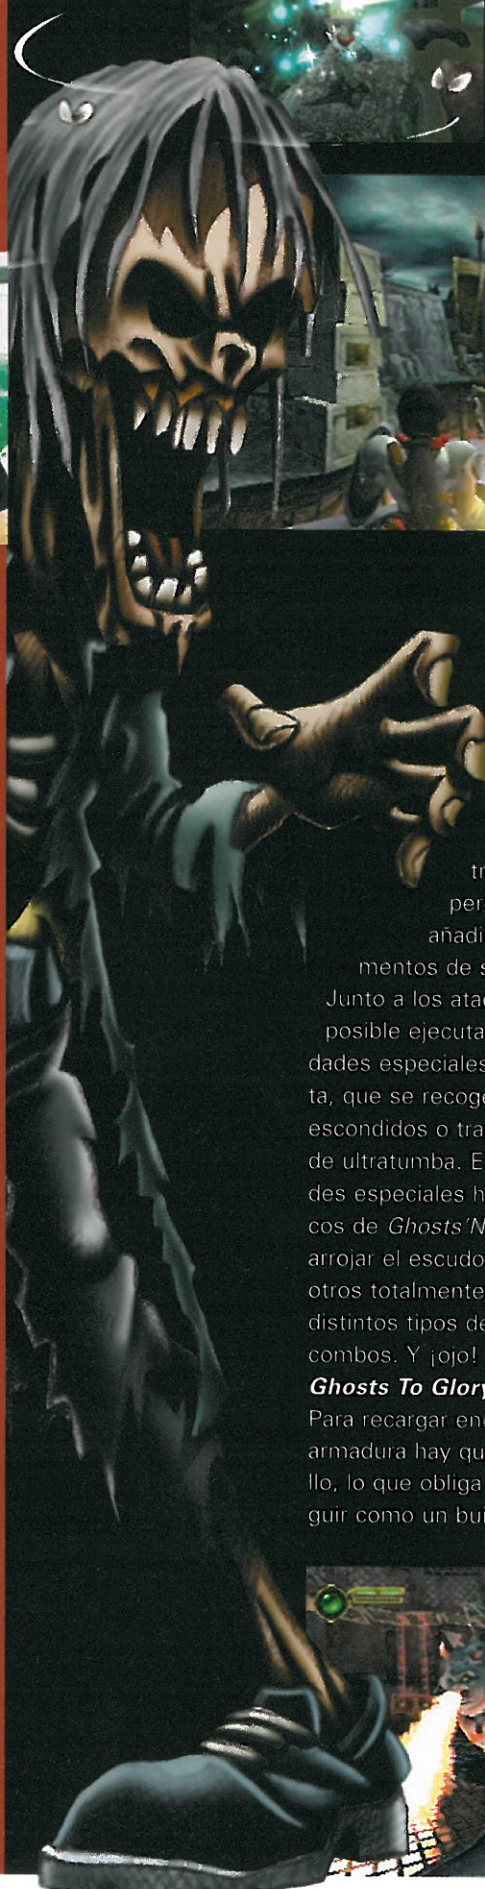 tr
per
añadi
mentos de s
Junto a los ata
posible ejecuta
dades especiales
ta, que se recoge
escondidos o tra
de ultratumba. E
des especiales h
cos de Ghosts´N
arrojar el escudo
otros totalmente
distintos tipos de
combos. Y ¡ojo!
Ghosts To Glory
Para recargar ene
armadura hay qu
llo, lo que obliga
guir como un bui